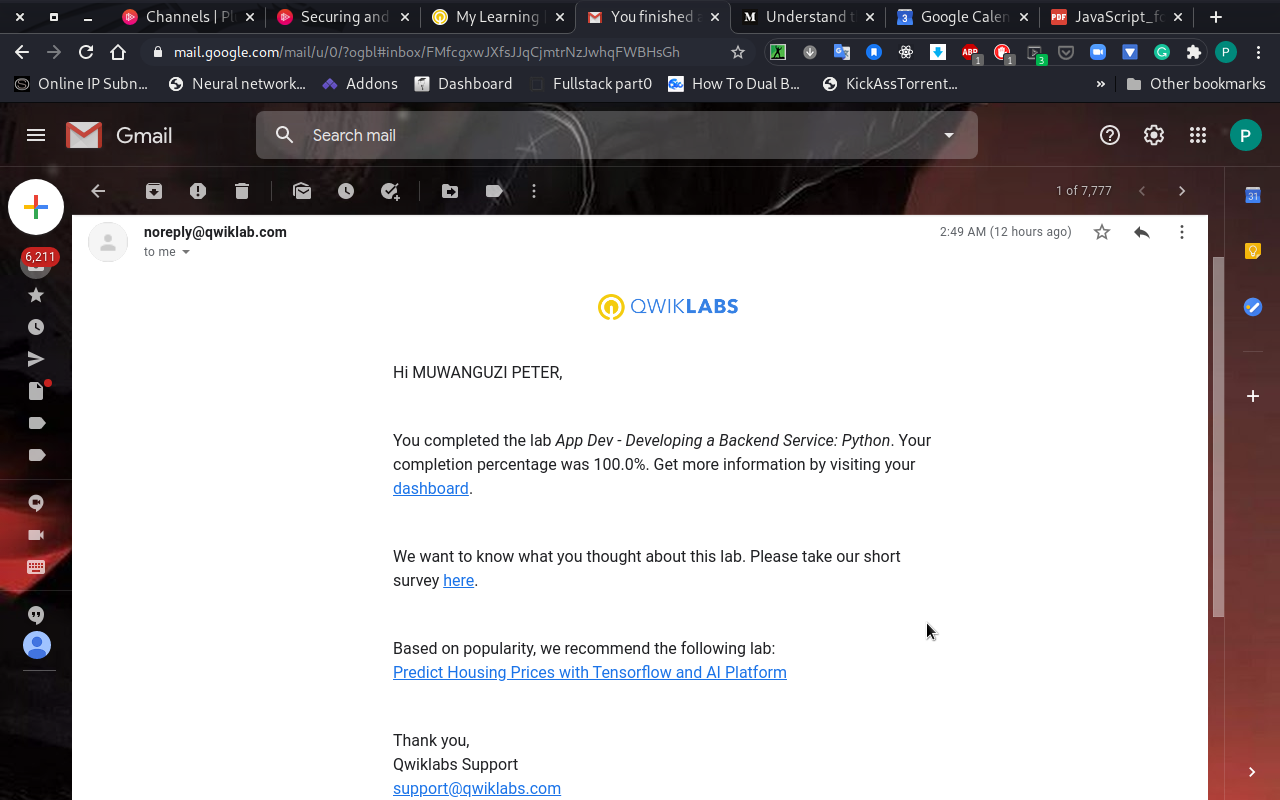 Channels | Pl
Securing and
My Learning
You finished a
Understand t
Google Calen
JavaScript_fo
mail.google.com/mail/u/0/?ogbl#inbox/FMfcgxwJXfsJJqCjmtrNzJwhqFWBHsGh
ABP
1
1
3
P
Online IP Subn...
Neural network...
Addons
Dashboard
Fullstack part0
How To Dual B...
KickAssTorrent...
»
Other bookmarks
Gmail
Search mail
P
1 of 7,777
31
6,211
noreply@qwiklab.com
to me
2:49 AM (12 hours ago)
QWIKLABS
Hi MUWANGUZI PETER,
You completed the lab App Dev - Developing a Backend Service: Python. Your
completion percentage was 100.0%. Get more information by visiting your
dashboard.
We want to know what you thought about this lab. Please take our short
survey here.
Based on popularity, we recommend the following lab:
Predict Housing Prices with Tensorflow and AI Platform
Thank you,
Qwiklabs Support
support@qwiklabs.com